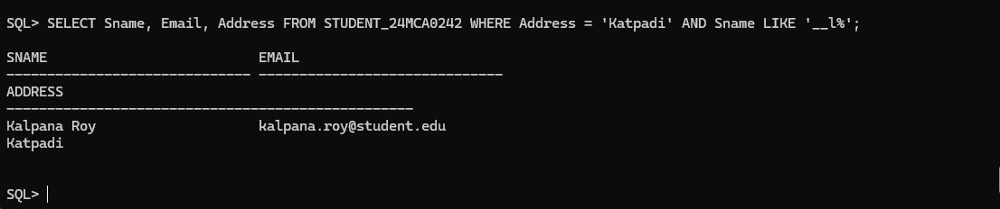 SQL> SELECT Sname, Email, Address FROM STUDENT_24MCA0242 WHERE Address = 'Katpadi' AND Sname LIKE '__l%';
SNAME                          EMAIL
------------------------------ ------------------------------
ADDRESS
--------------------------------------------------
Kalpana Roy                    kalpana.roy@student.edu
Katpadi
SQL>